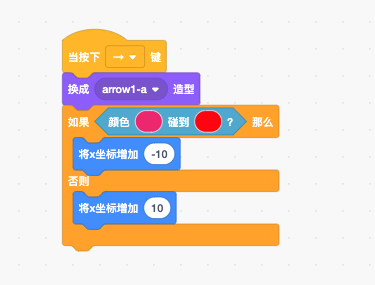 当按下 → 键
换成 arrow1-a 造型
如果 颜色 碰到 ? 那么
将x坐标增加 -10
否则
将x坐标增加 10